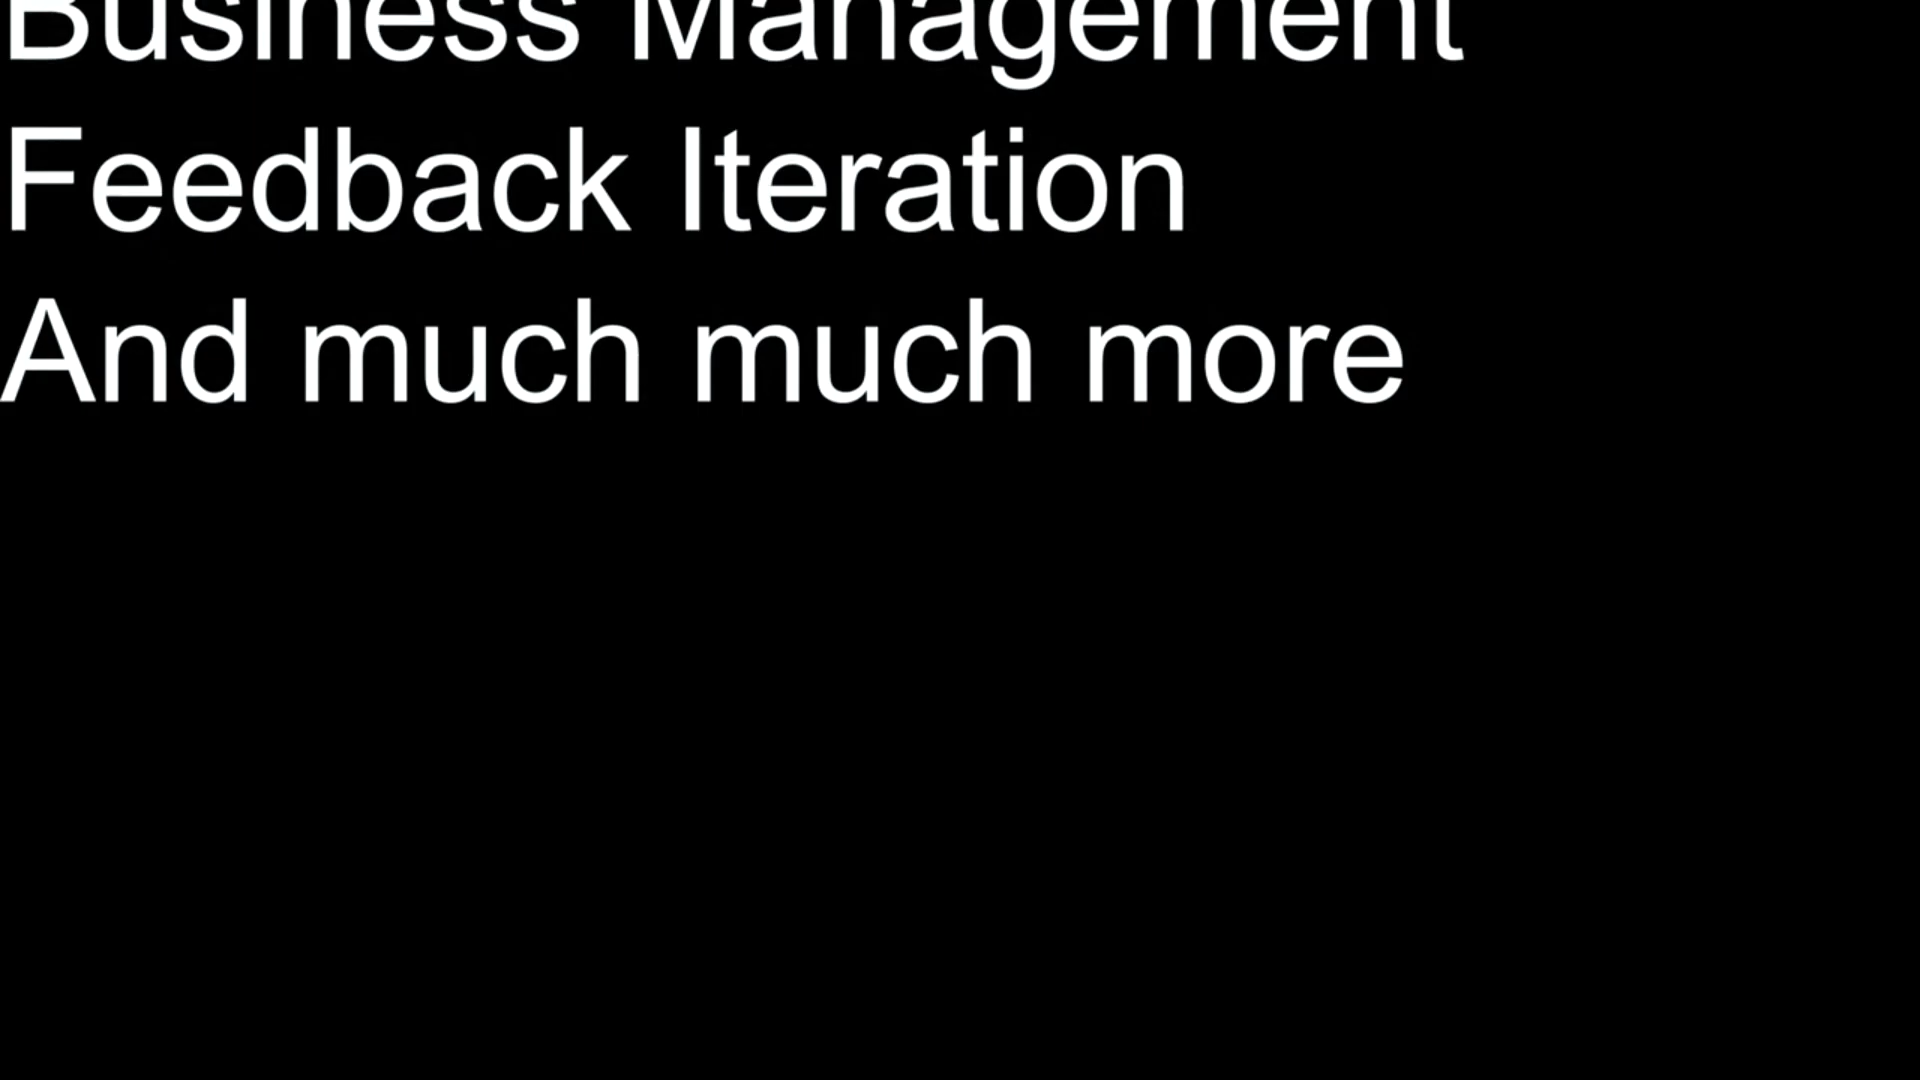 Business Management
Feedback Iteration
And much much more